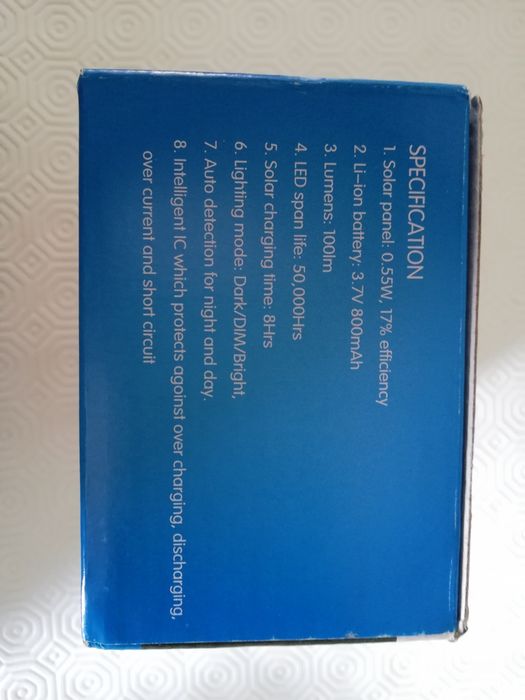 SPECIFICATION
1. Solar panel: 0.55W, 17% efficiency
2. Li-ion battery: 3.7V 800mAh
3. Lumens: 100lm
4. LED span life: 50,000Hrs
5. Solar charging time: 8Hrs
6. Lighting mode: Dark/DIM/Bright,
7. Auto detection for night and day.
8 Intelligent IC which protects against over charging, discharging,
over current and short circuit